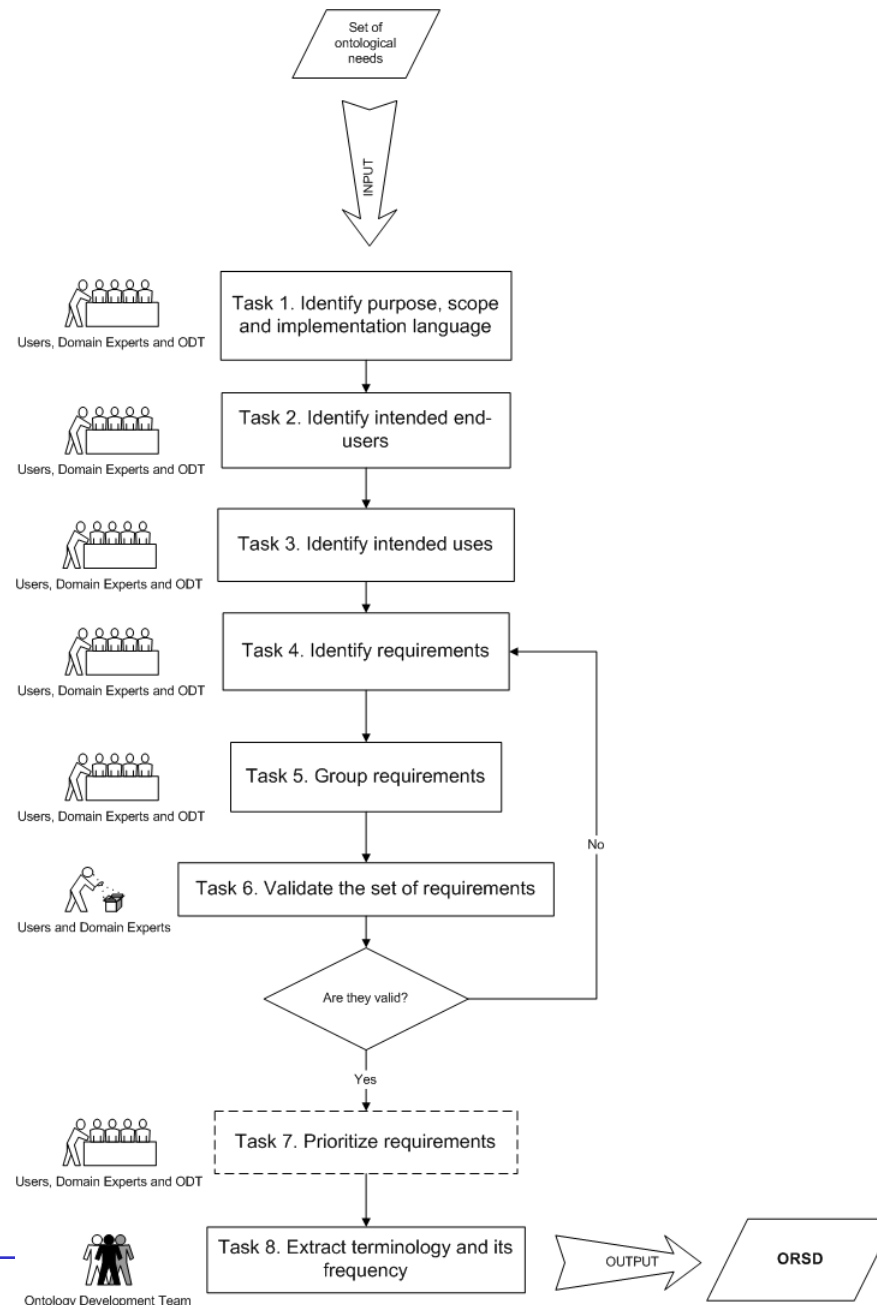 Set of
ontological
needs
INPUT
Task 1. Identify purpose, scope
and implementation language
Users, Domain Experts and ODT
Task 2. Identify intended end-
users
Users, Domain Experts and ODT
Task 3. Identify intended uses
Users, Domain Experts and ODT
Task 4. Identify requirements
Users, Domain Experts and ODT
Task 5. Group requirements
Users, Domain Experts and ODT
No
Task 6. Validate the set of requirements
Users and Domain Experts
Are they valid?
Yes
Task 7. Prioritize requirements
Users, Domain Experts and ODT
Task 8. Extract terminology and its
frequency
Ontology Development Team
OUTPUT
ORSD